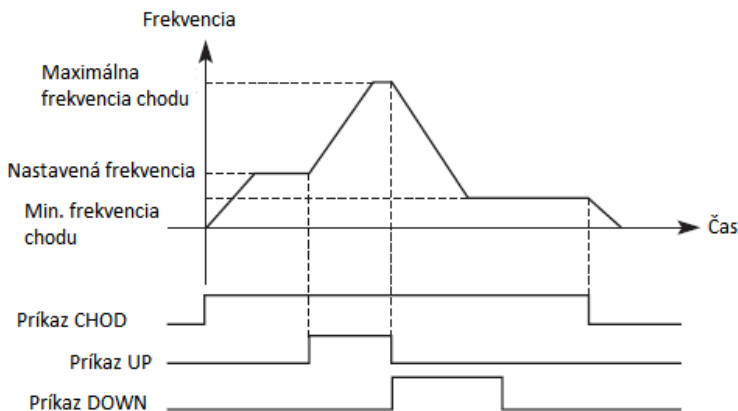 Frekvencia
Maximálna
frekvencia chodu
Nastavená frekvencia
Min. frekvencia
chodu
Čas
Príkaz CHOD
Príkaz UP
Príkaz DOWN